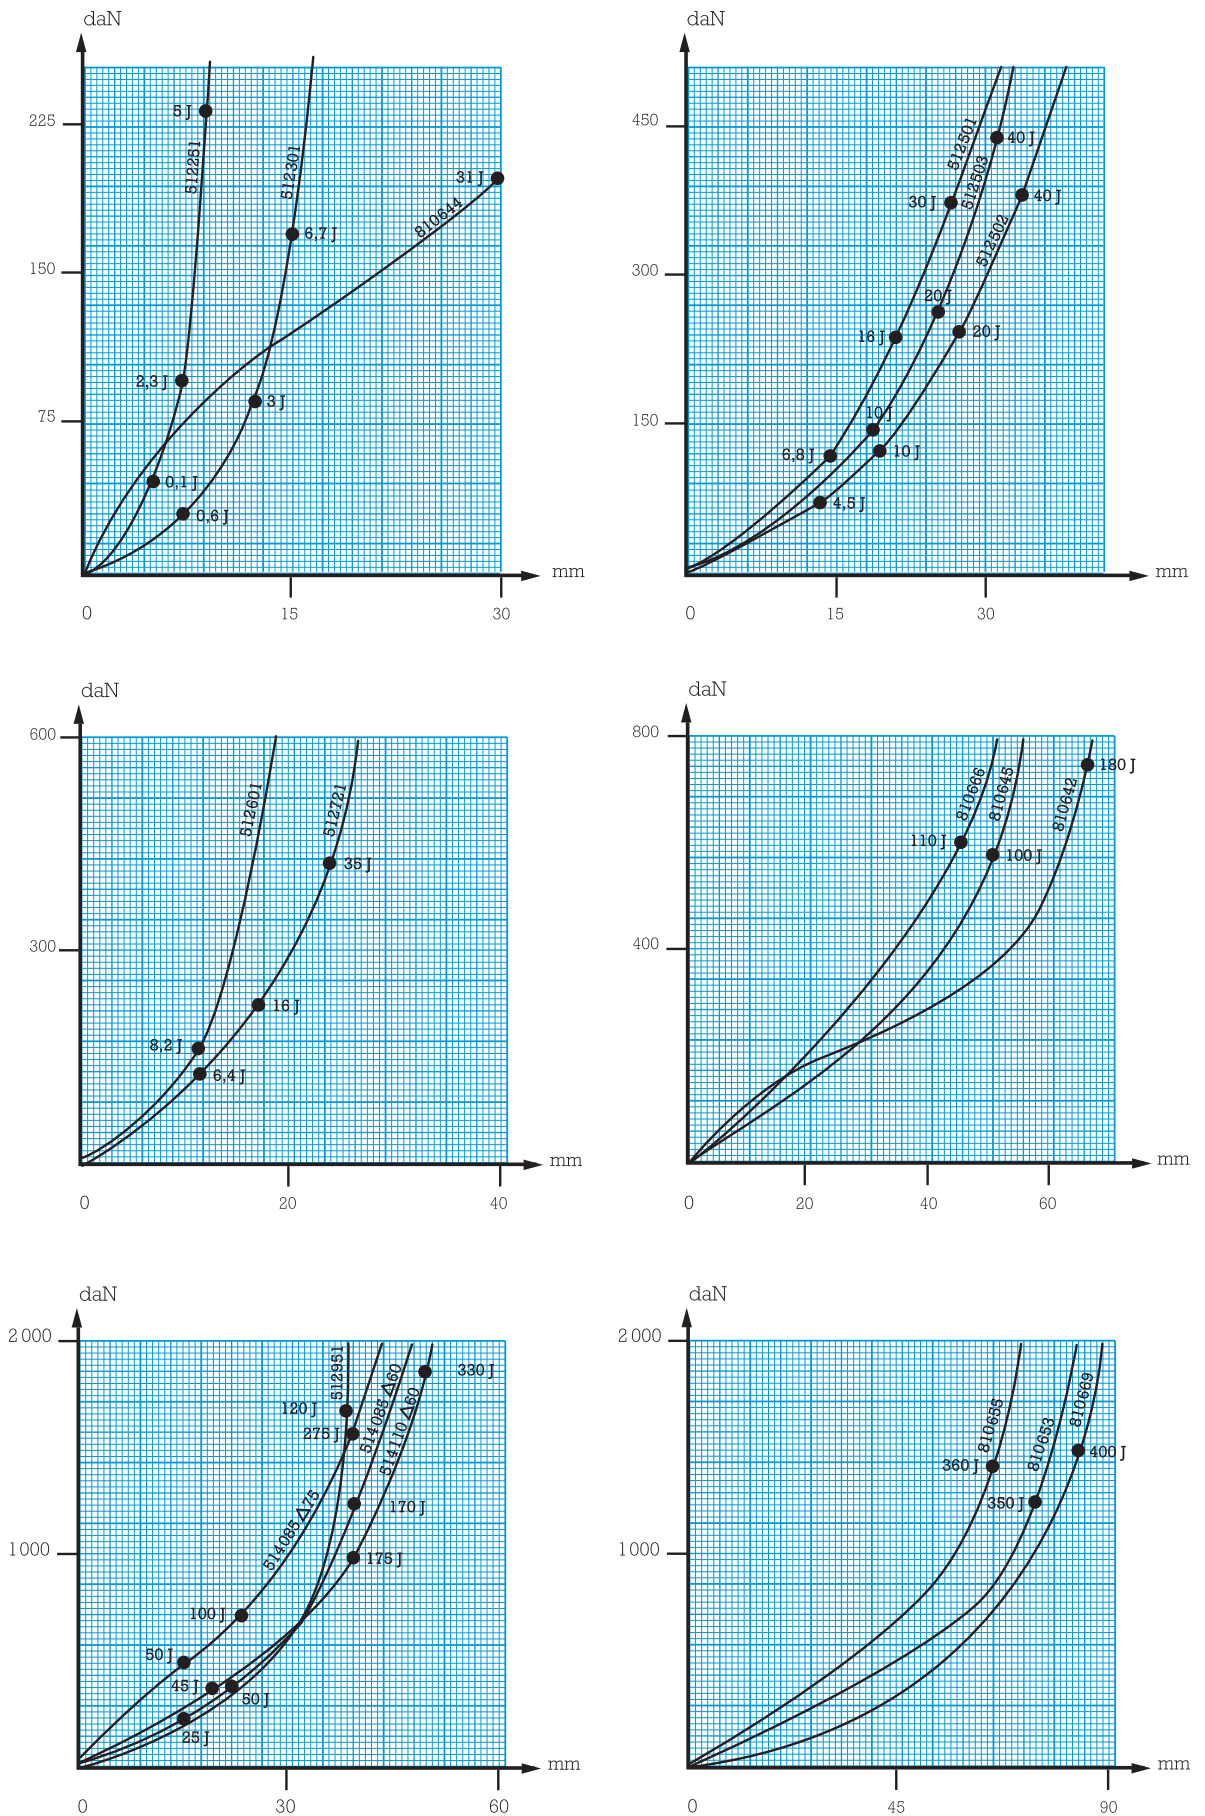 daN
225
150
75
0
15
30
mm
5 J
512251
512301
31 J
810644
6,7 J
2,3 J
3 J
0,1 J
0,6 J
daN
450
300
150
0
15
30
mm
512501
40 J
512503
30 J
40 J
512502
20 J
16 J
20 J
10 J
6,8 J
10 J
4,5 J
daN
600
300
0
20
40
mm
512601
512721
35 J
16 J
8,2 J
6,4 J
daN
800
400
0
20
40
60
mm
810666
810645
810642
180 J
110 J
100 J
daN
2 000
1 000
0
30
60
mm
512951
514085 Δ60
330 J
120 J
514110 Δ60
275 J
514085 Δ75
170 J
175 J
100 J
50 J
45 J
50 J
25 J
daN
2 000
1 000
0
45
90
mm
810655
810653
810669
360 J
400 J
350 J